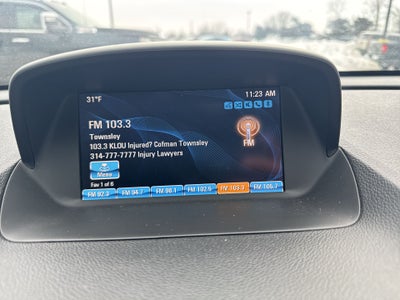 31°F 11:23 AM
FM 103.3
Townsley
103.3 KLOU Injured? Cofman Townsley
314-777-7777 Injury Lawyers
FM
Menu
Fav 1 of 6
FM 92.3 FM 94.7 FM 98.1 FM 102.5 FM 103.3 FM 106.7